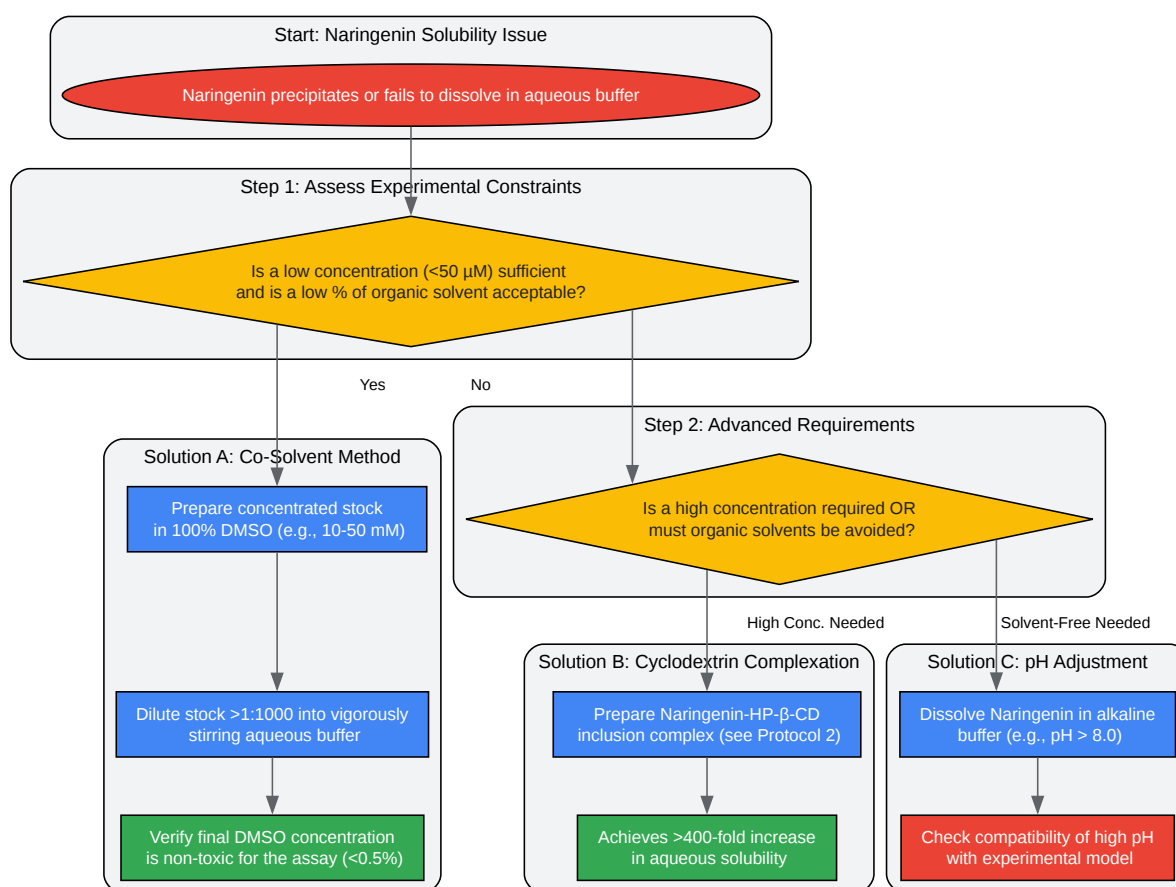 Start: Naringenin Solubility Issue
Naringenin precipitates or fails to dissolve in aqueous buffer
Step 1: Assess Experimental Constraints
Is a low concentration (<50 µM) sufficient
and is a low % of organic solvent acceptable?
Yes
No
Step 2: Advanced Requirements
Is a high concentration required OR
must organic solvents be avoided?
Solution A: Co-Solvent Method
Prepare concentrated stock
in 100% DMSO (e.g., 10-50 mM)
Dilute stock >1:1000 into vigorously
stirring aqueous buffer
Verify final DMSO concentration
is non-toxic for the assay (<0.5%)
High Conc. Needed
Solution B: Cyclodextrin Complexation
Prepare Naringenin-HP-β-CD
inclusion complex (see Protocol 2)
Achieves >400-fold increase
in aqueous solubility
Solvent-Free Needed
Solution C: pH Adjustment
Dissolve Naringenin in alkaline
buffer (e.g., pH > 8.0)
Check compatibility of high pH
with experimental model